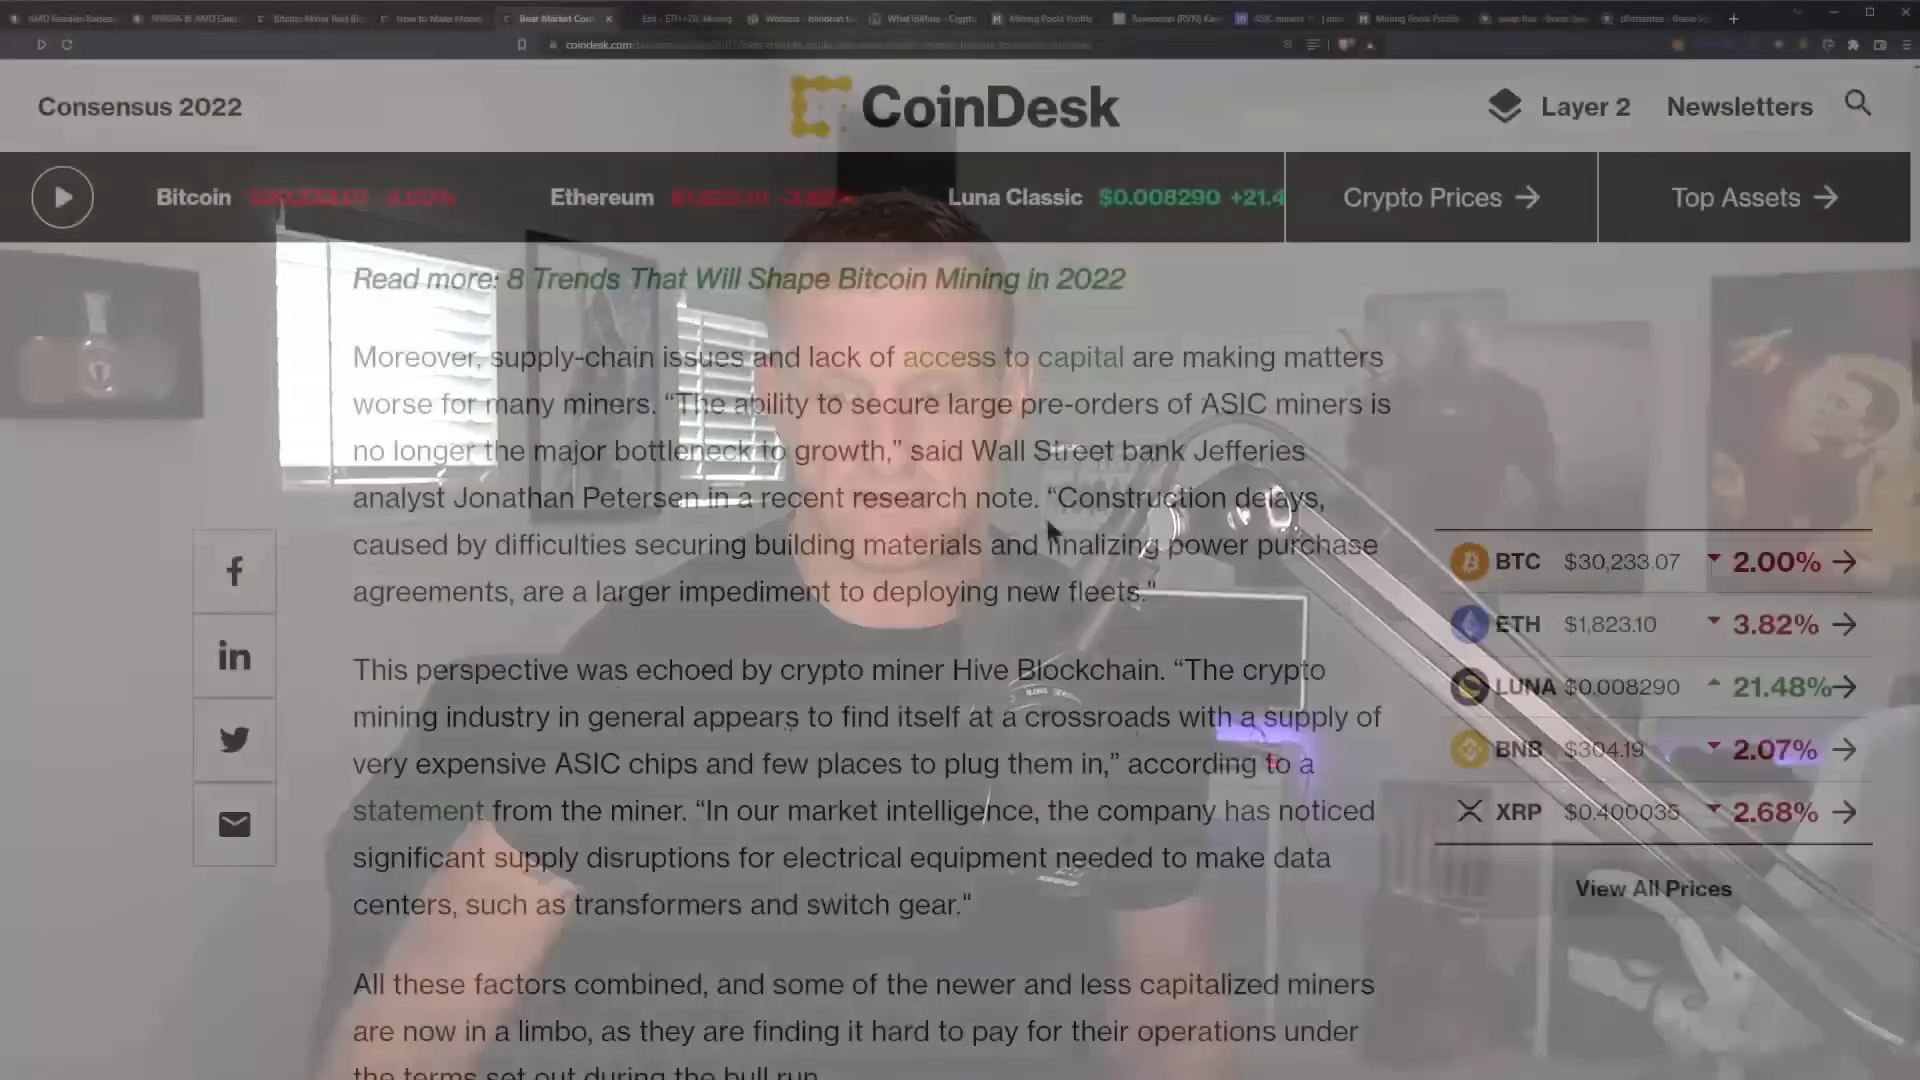 Bear Market Cou
coindesk.com
Consensus 2022
CoinDesk
Layer 2
Newsletters
Bitcoin
Ethereum
Luna Classic $0.008290 +21.4
Crypto Prices →
Top Assets →
Read more: 8 Trends That Will Shape Bitcoin Mining in 2022
Moreover, supply-chain issues and lack of access to capital are making matters
worse for many miners. “The ability to secure large pre-orders of ASIC miners is
no longer the major bottleneck to growth,” said Wall Street bank Jefferies
analyst Jonathan Petersen in a recent research note. “Construction delays,
caused by difficulties securing building materials and finalizing power purchase
agreements, are a larger impediment to deploying new fleets."
This perspective was echoed by crypto miner Hive Blockchain. “The crypto
mining industry in general appears to find itself at a crossroads with a supply of
very expensive ASIC chips and few places to plug them in,” according to a
statement from the miner. “In our market intelligence, the company has noticed
significant supply disruptions for electrical equipment needed to make data
centers, such as transformers and switch gear."
All these factors combined, and some of the newer and less capitalized miners
are now in a limbo, as they are finding it hard to pay for their operations under
the terms set out during the bull run
BTC $30,233.07 2.00% →
ETH $1,823.10 3.82% →
LUNA $0.008290 21.48% →
BNB $304.19 2.07% →
XRP $0.400035 2.68% →
View All Prices